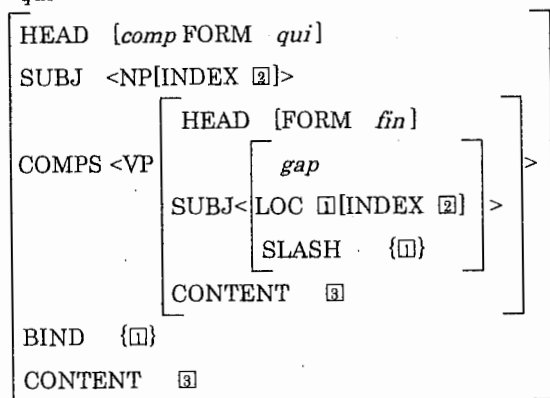 HEAD [comp FORM qui]
SUBJ <NP[INDEX 2]>
HEAD [FORM fin]
gap
COMPS <VP SUBJ< LOC 1[INDEX 2] > >
SLASH {1}
CONTENT 3
BIND {1}
CONTENT 3